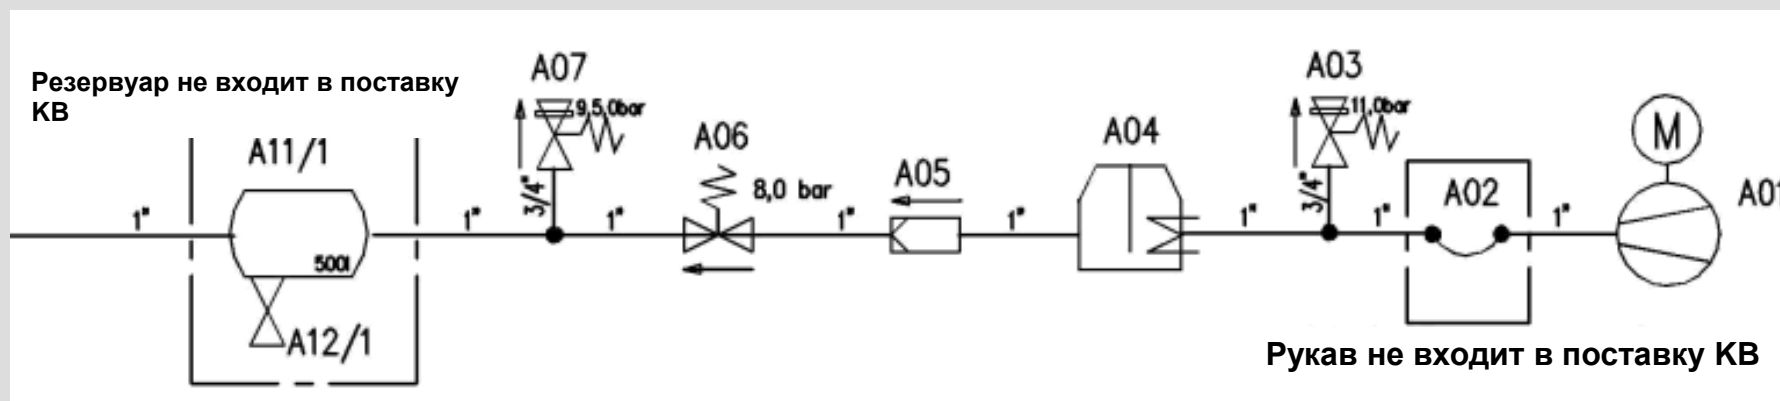 Резервуар не входит в поставку
КВ
A11/1
500l
A12/1
1"
1"
A07
9,5,0bar
3/4"
1"
A06
8,0 bar
1"
A05
1"
A04
1"
A03
11,0bar
3/4"
1"
A02
1"
M
A01
Рукав не входит в поставку КВ